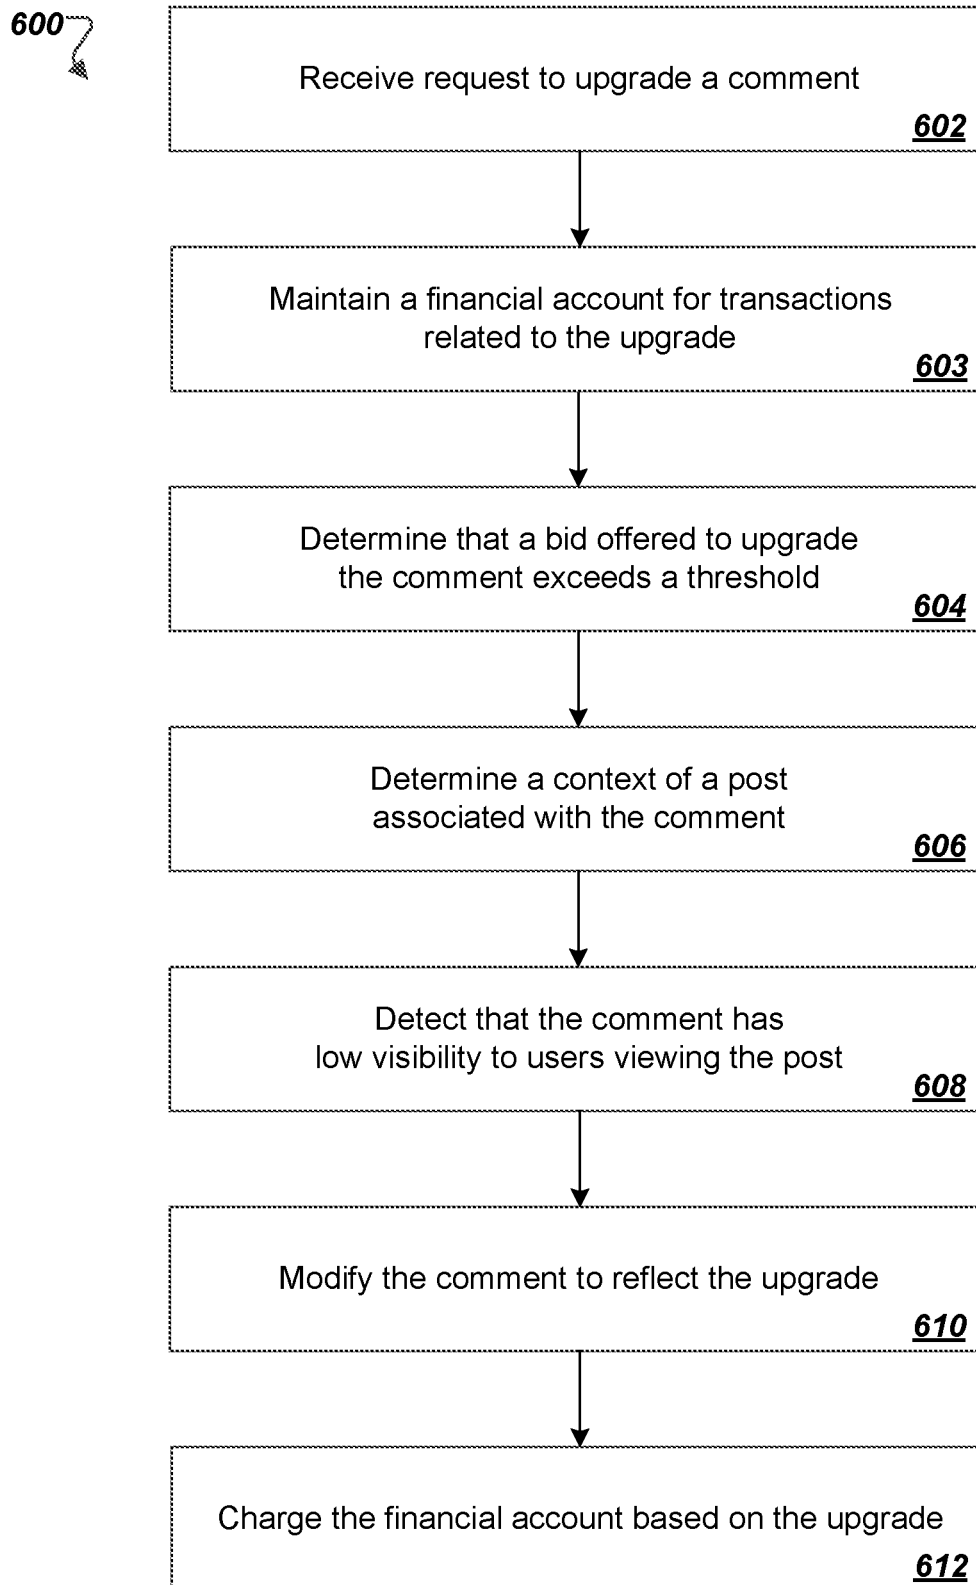 600
Receive request to upgrade a comment
602
Maintain a financial account for transactions
related to the upgrade
603
Determine that a bid offered to upgrade
the comment exceeds a threshold
604
Determine a context of a post
associated with the comment
606
Detect that the comment has
low visibility to users viewing the post
608
Modify the comment to reflect the upgrade
610
Charge the financial account based on the upgrade
612